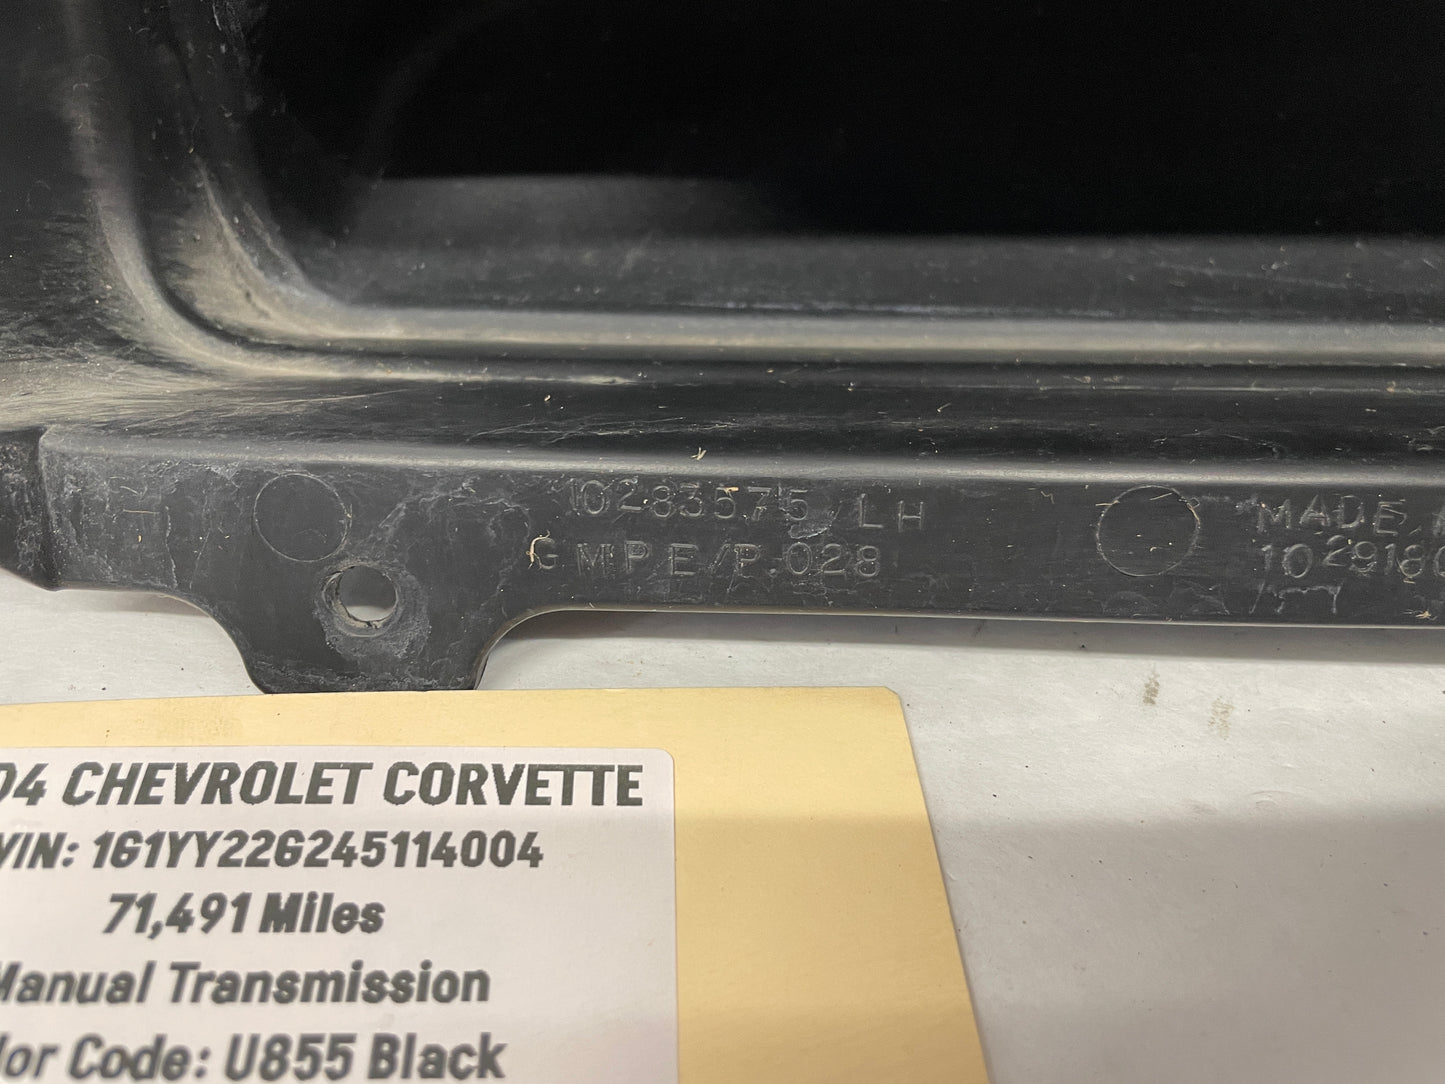 10283575 LH
GMPE/P.028
MADE
1029180
04 CHEVROLET CORVETTE
VIN: 1G1YY22G245114004
71,491 Miles
Manual Transmission
lor Code: U855 Black